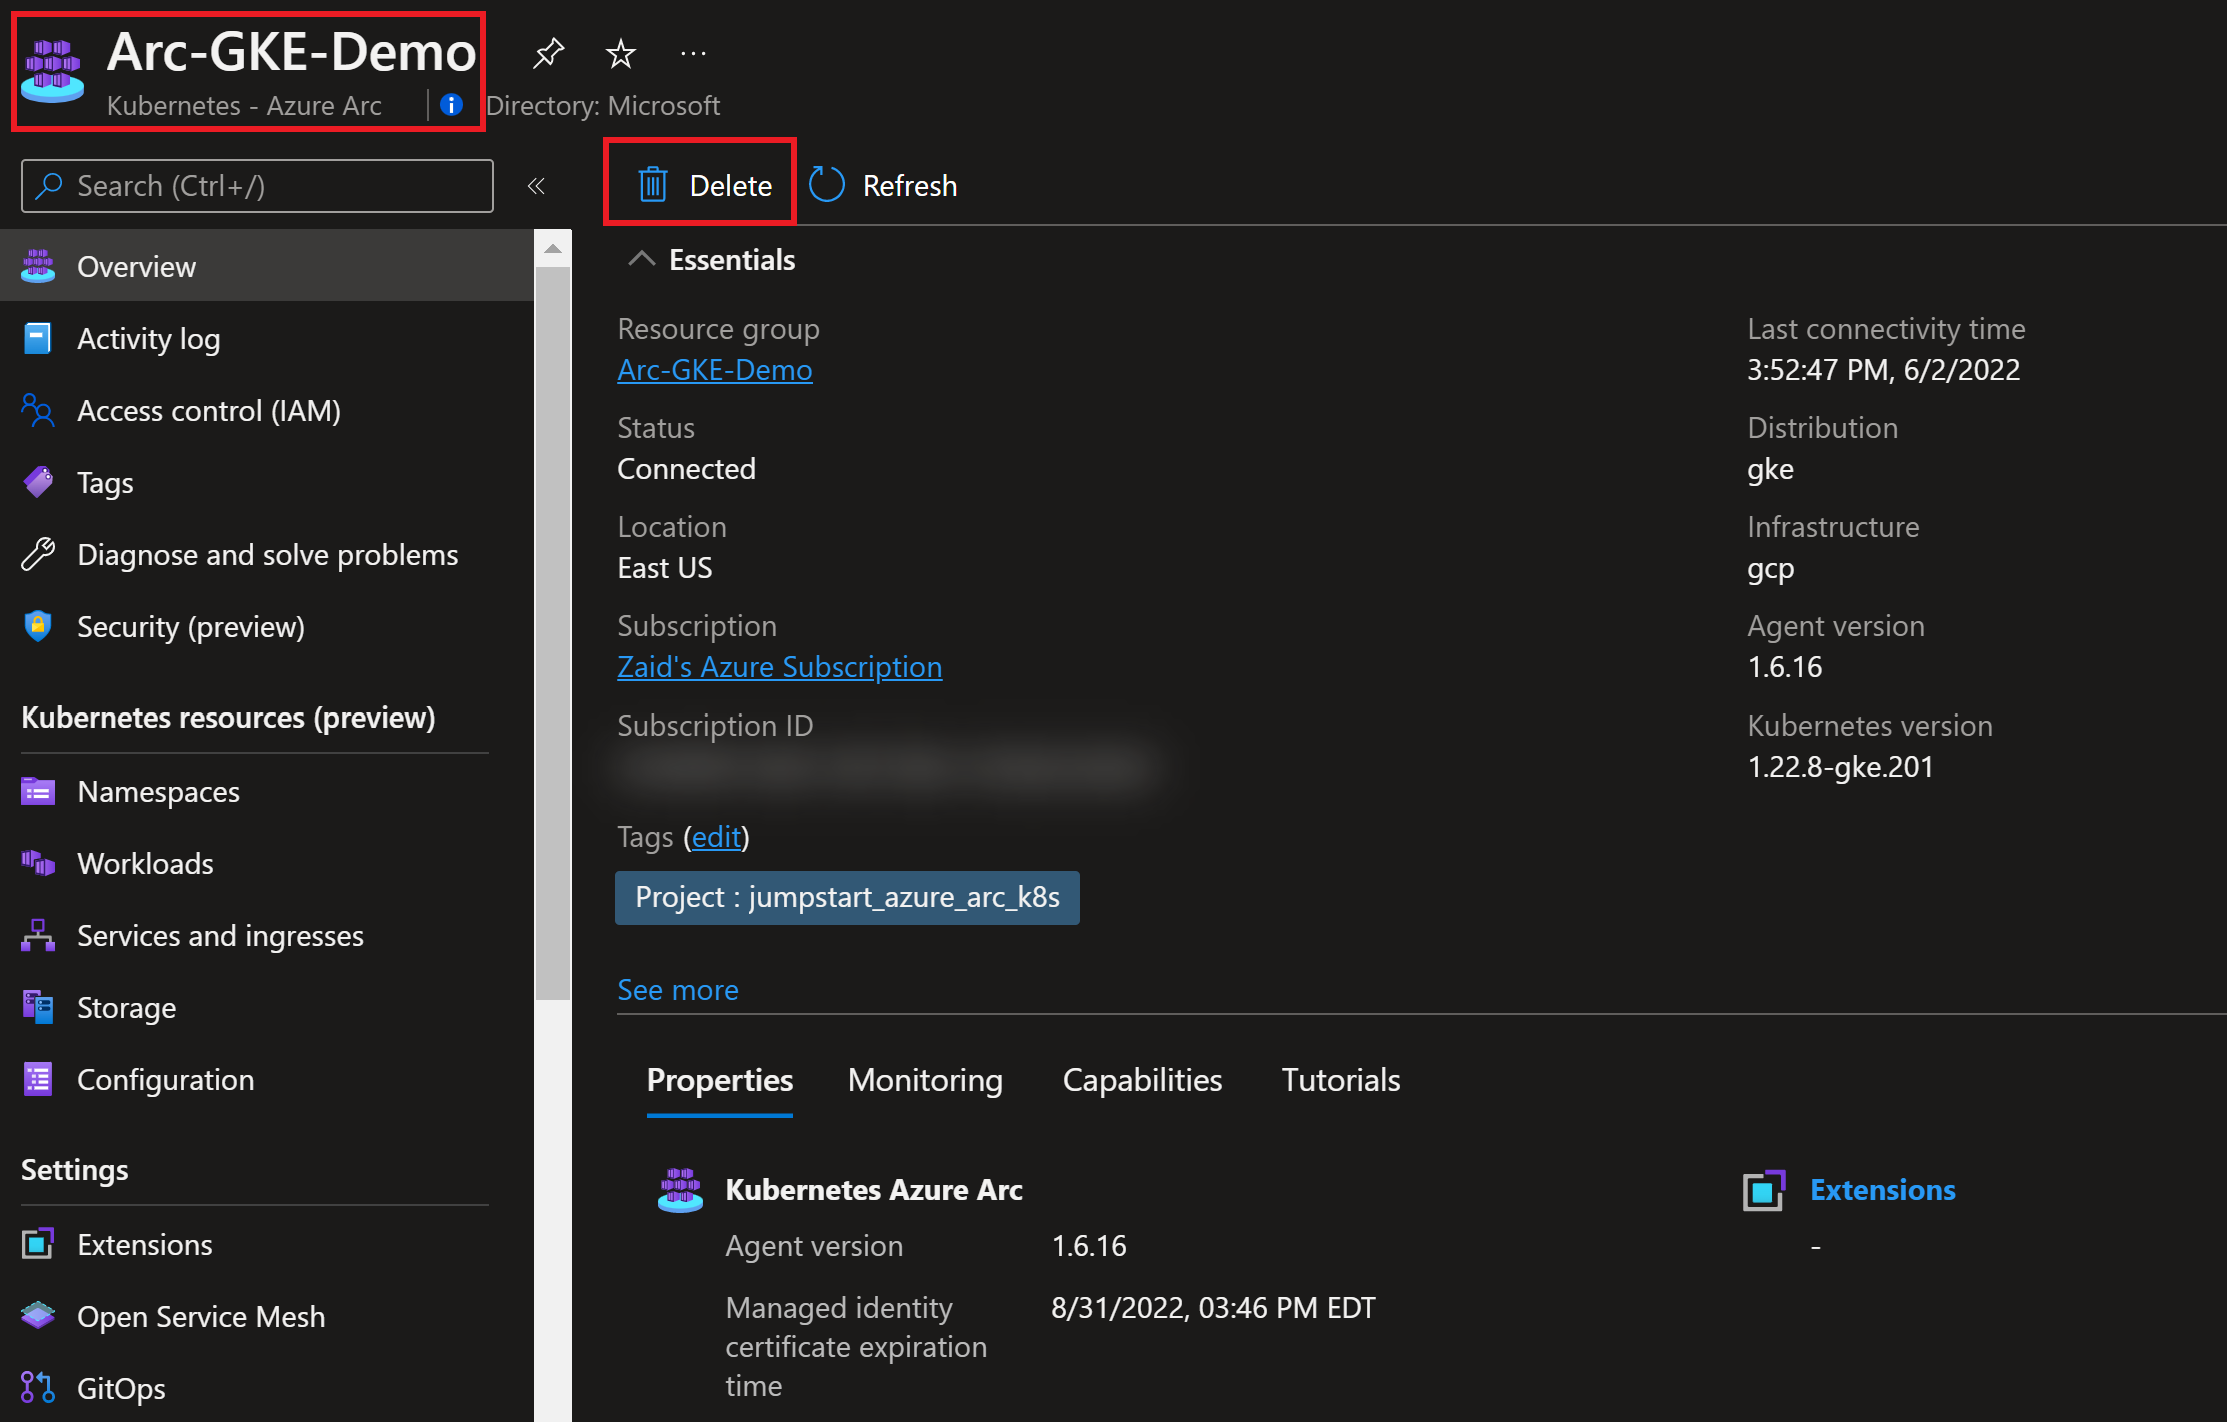 Arc-GKE-Demo
Kubernetes - Azure Arc
Directory: Microsoft
Search (Ctrl+/)
Overview
Activity log
Access control (IAM)
Tags
Diagnose and solve problems
Security (preview)
Kubernetes resources (preview)
Namespaces
Workloads
Services and ingresses
Storage
Configuration
Settings
Extensions
Open Service Mesh
GitOps
Delete
Refresh
Essentials
Resource group
Arc-GKE-Demo
Status
Connected
Location
East US
Subscription
Zaid's Azure Subscription
Subscription ID
Tags (edit)
Project : jumpstart_azure_arc_k8s
See more
Last connectivity time
3:52:47 PM, 6/2/2022
Distribution
gke
Infrastructure
gcp
Agent version
1.6.16
Kubernetes version
1.22.8-gke.201
Properties
Monitoring
Capabilities
Tutorials
Kubernetes Azure Arc
Agent version
1.6.16
Managed identity
certificate expiration
time
8/31/2022, 03:46 PM EDT
Extensions
-